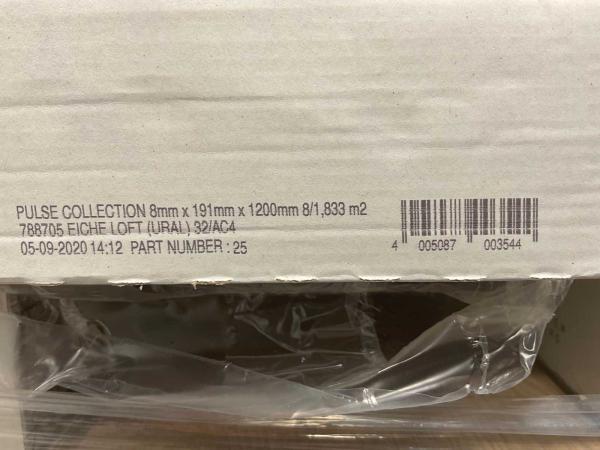 PULSE COLLECTION 8mm x 191mm x 1200mm 8/1,833 m2
788705 EICHE LOFT (URAL) 32/AC4
05-09-2020 14:12 PART NUMBER : 25
4 005087 003544